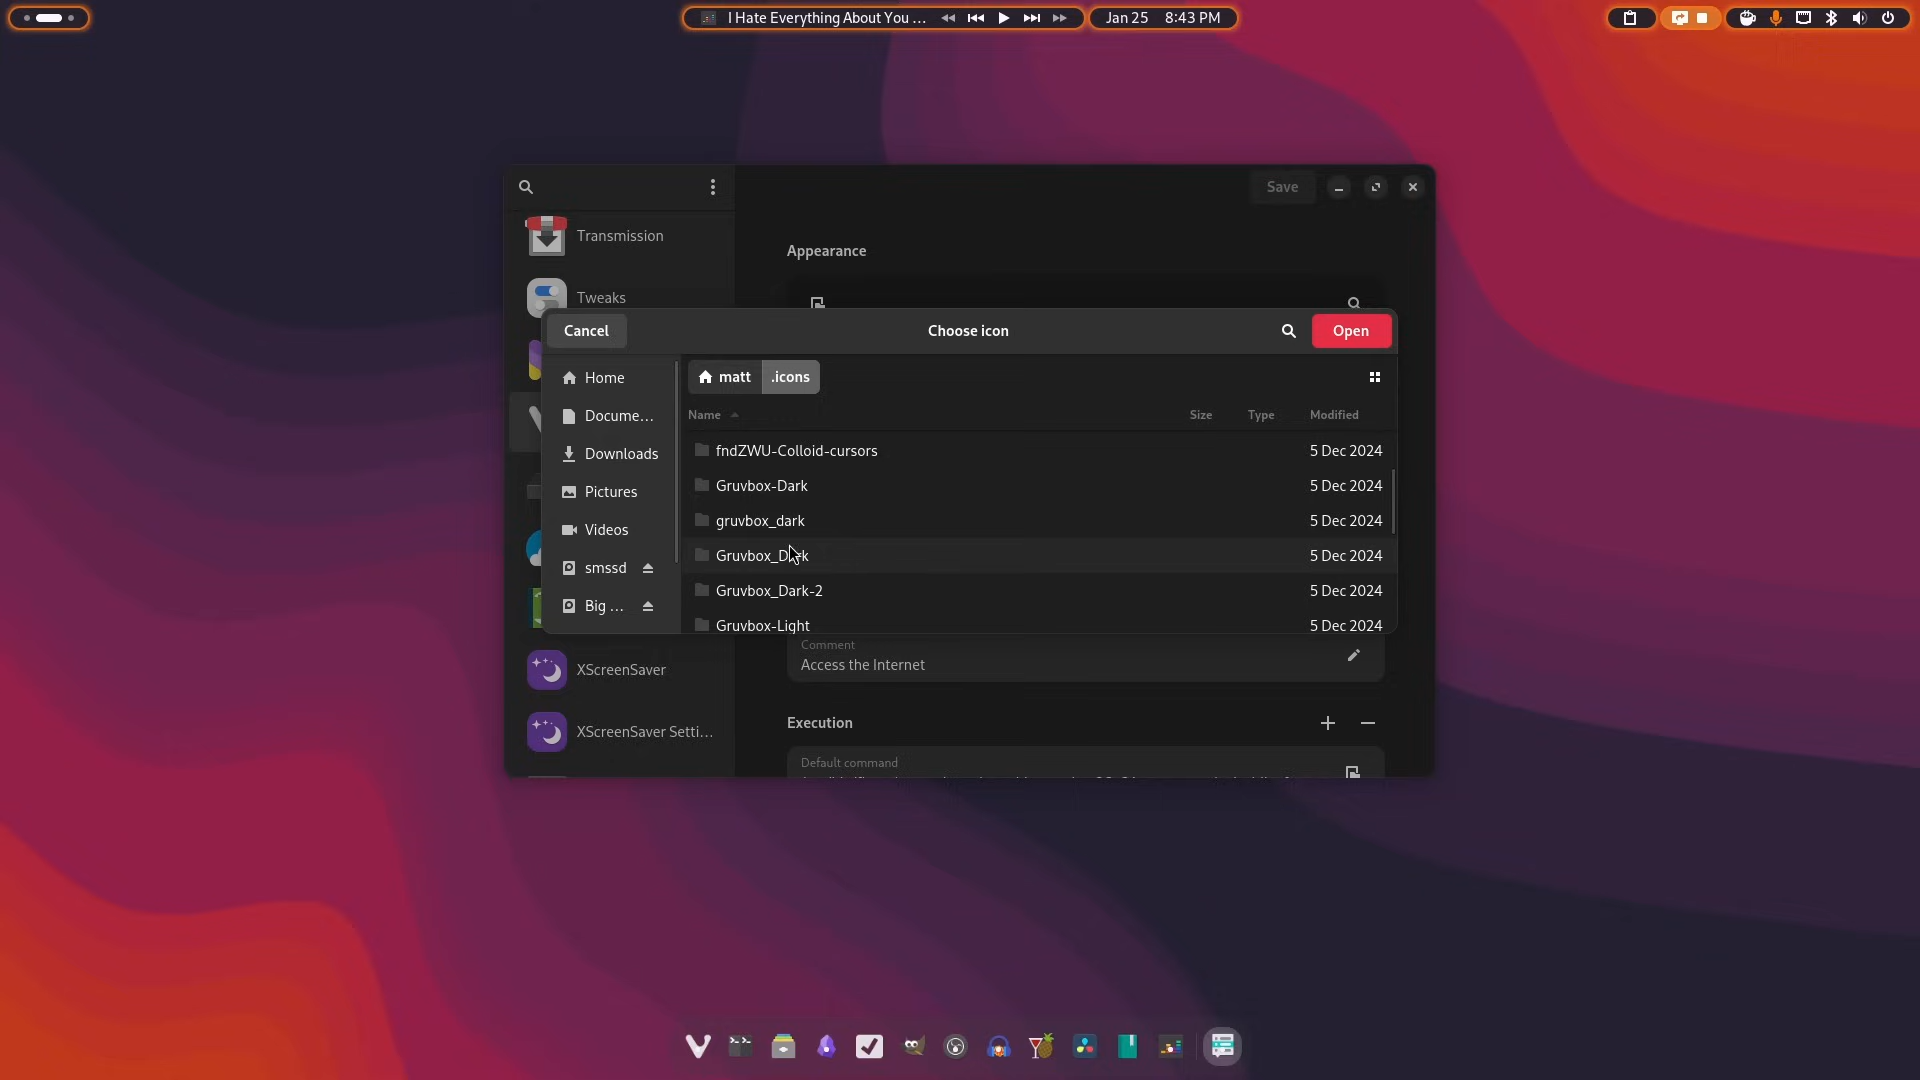 I Hate Everything About You ...
Jan 25 8:43 PM
Save
Transmission
Appearance
Tweaks
Cancel
Choose icon
Open
Home
matt
.icons
Docume...
Name
Size
Type
Modified
Downloads
fndZWU-Colloid-cursors
5 Dec 2024
Pictures
Gruvbox-Dark
5 Dec 2024
Videos
gruvbox_dark
5 Dec 2024
smssd
Gruvbox_Dark
5 Dec 2024
Big ...
Gruvbox_Dark-2
5 Dec 2024
Gruvbox-Light
5 Dec 2024
Comment
Access the Internet
XScreenSaver
XScreenSaver Setti...
Execution
Default command